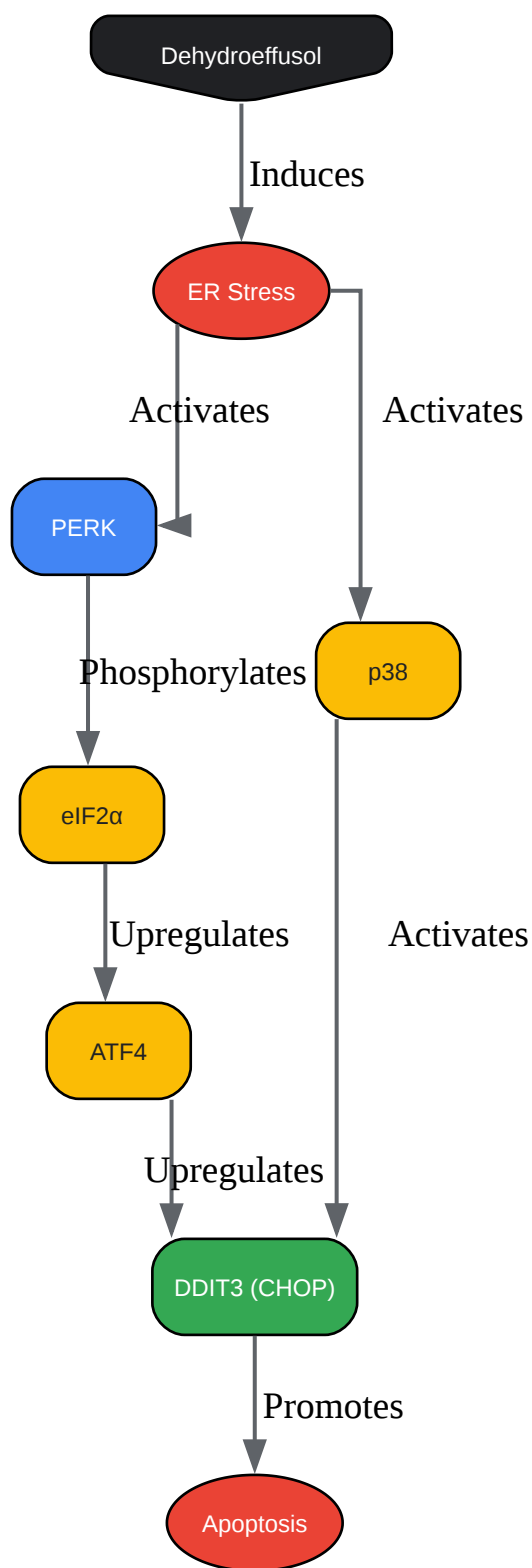 Dehydroeffusol
Induces
ER Stress
Activates
Activates
PERK
Phosphorylates
p38
eIF2α
Upregulates
Activates
ATF4
Upregulates
DDIT3 (CHOP)
Promotes
Apoptosis